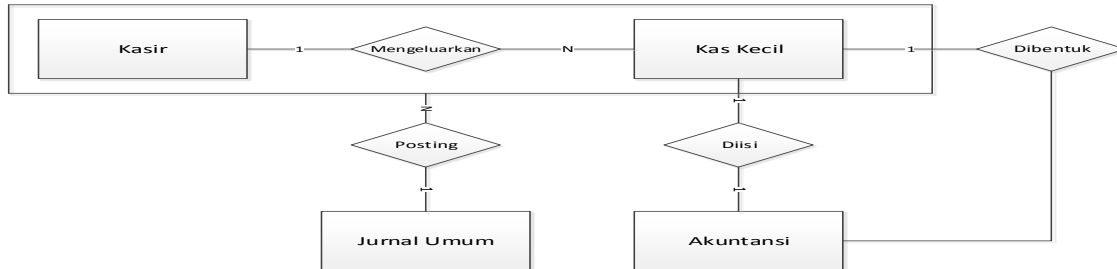 Kasir
1
Mengeluarkan
N
Kas Kecil
1
Dibentuk
N
1
Posting
Diisi
1
1
Jurnal Umum
Akuntansi